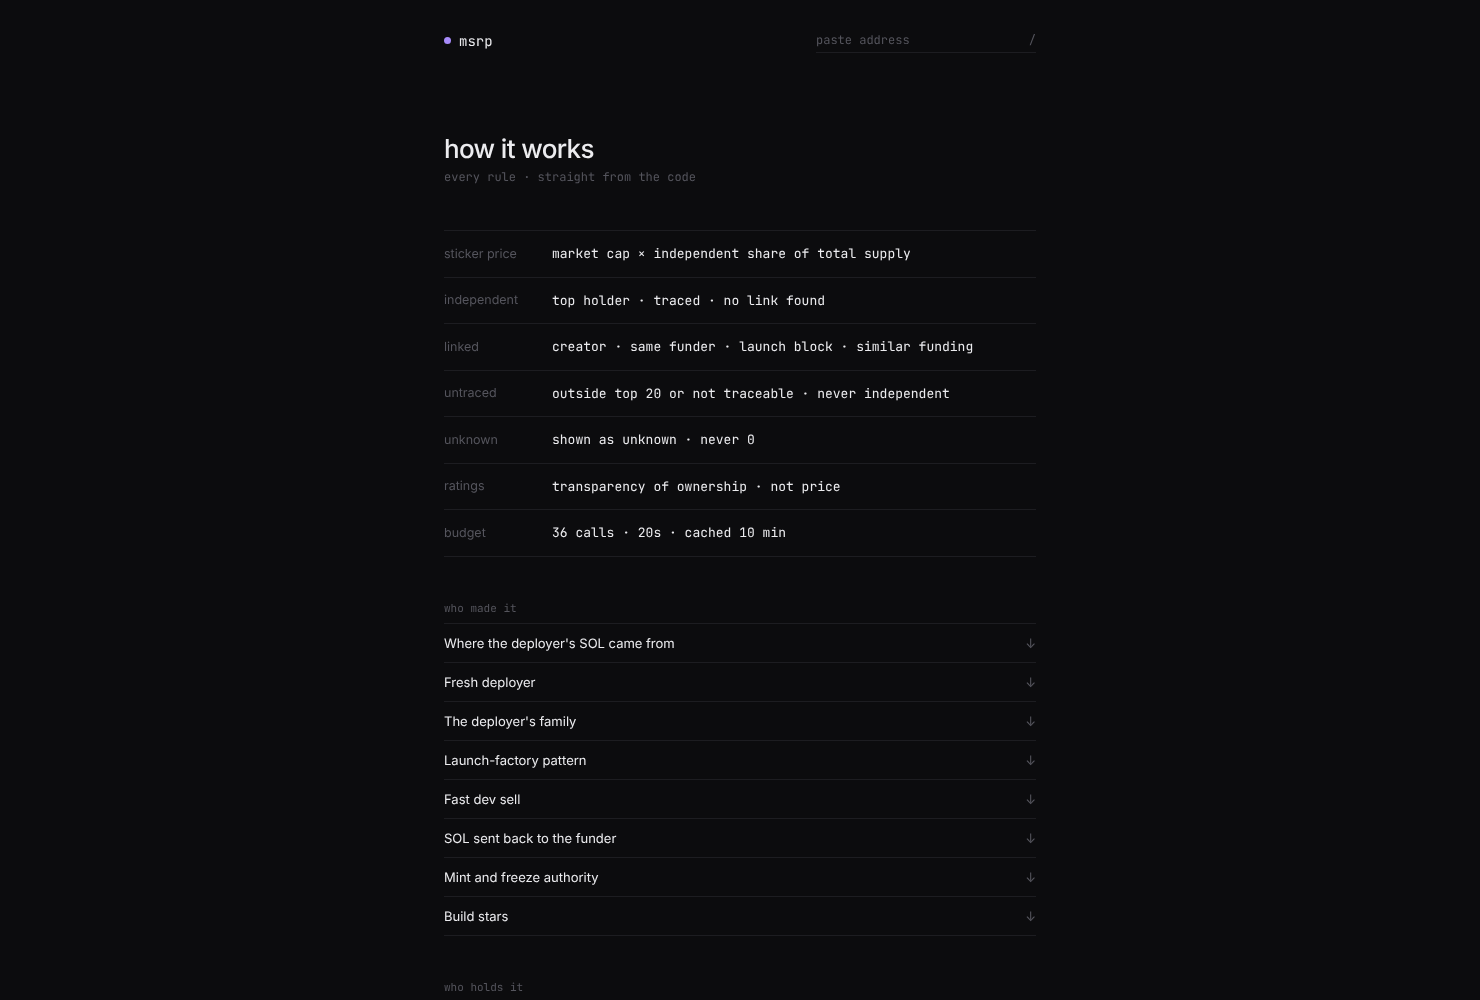 msrp
paste address /
how it works
every rule · straight from the code
sticker price market cap × independent share of total supply
independent top holder · traced · no link found
linked creator · same funder · launch block · similar funding
untraced outside top 20 or not traceable · never independent
unknown shown as unknown · never 0
ratings transparency of ownership · not price
budget 36 calls · 20s · cached 10 min
who made it
Where the deployer's SOL came from ↓
Fresh deployer ↓
The deployer's family ↓
Launch-factory pattern ↓
Fast dev sell ↓
SOL sent back to the funder ↓
Mint and freeze authority ↓
Build stars ↓
who holds it